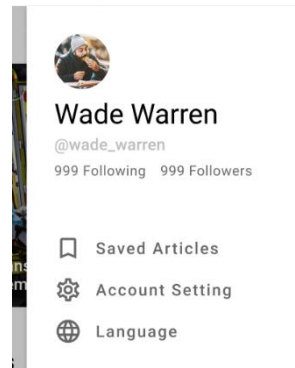 Wade Warren
@wade_warren
999 Following 999 Followers
Saved Articles
Account Setting
Language